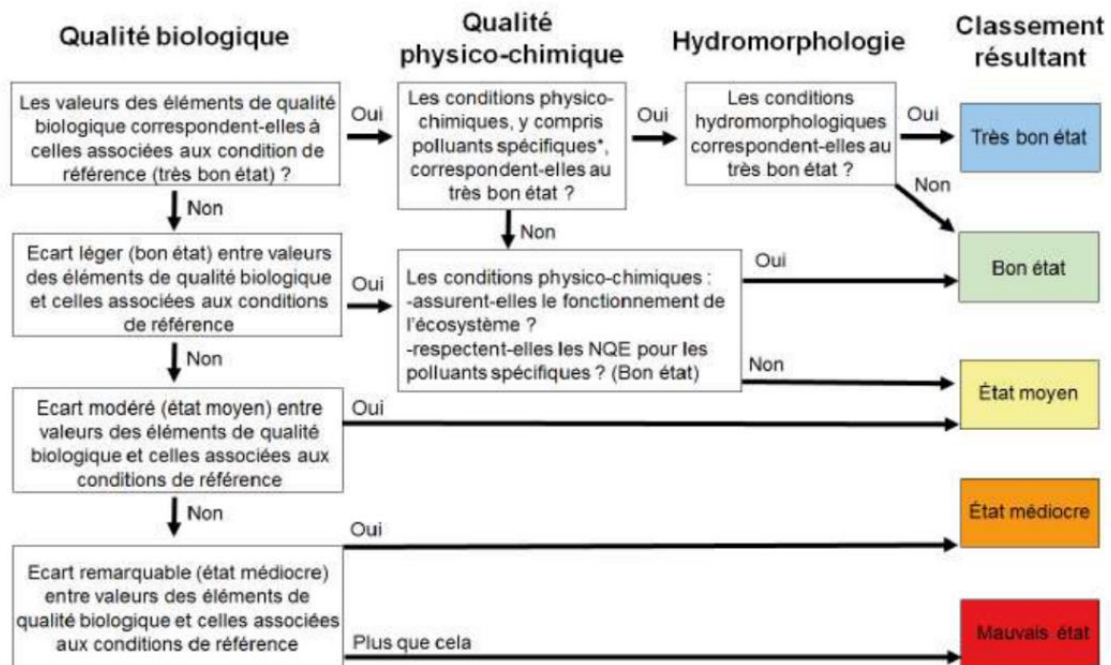 Qualité biologique
Qualité
physico-chimique
Hydromorphologie
Classement
résultant
Les valeurs des éléments de qualité
biologique correspondent-elles à
celles associées aux condition de
référence (très bon état) ?
Oui
Les conditions physico-
chimiques, y compris
polluants spécifiques*,
correspondent-elles au
très bon état ?
Oui
Les conditions
hydromorphologiques
correspondent-elles au
très bon état ?
Oui
Très bon état
Non
Non
Non
Ecart léger (bon état) entre valeurs
des éléments de qualité biologique
et celles associées aux conditions
de référence
Oui
Les conditions physico-chimiques :
-assurent-elles le fonctionnement de
l'écosystème ?
-respectent-elles les NQE pour les
polluants spécifiques ? (Bon état)
Oui
Bon état
Non
Non
Ecart modéré (état moyen) entre
valeurs des éléments de qualité
biologique et celles associées aux
conditions de référence
Oui
État moyen
Non
Oui
État médiocre
Ecart remarquable (état médiocre)
entre valeurs des éléments de
qualité biologique et celles associées
aux conditions de référence
Plus que cela
Mauvais état